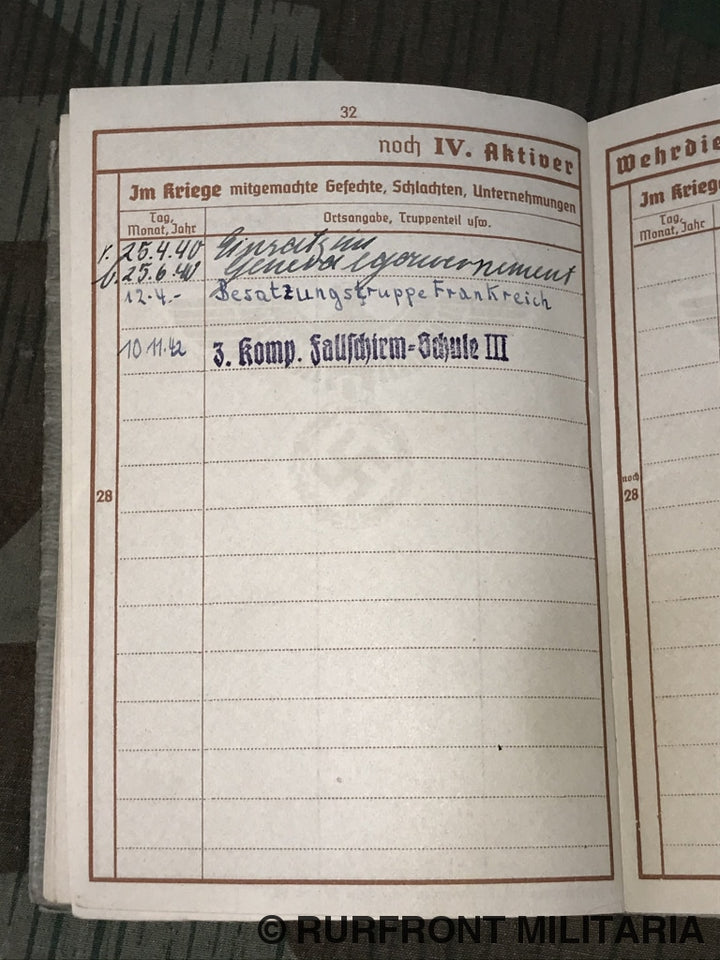 32
noch IV. Aktiver
Im Kriege mitgemachte Gefechte, Schlachten, Unternehmungen
Tag, Monat, Jahr
Ortsangabe, Truppenteil usw.
25.4.40 Einsatz im
25.6.40 Generalgouvernement
12.4.- Besatzungstruppe Frankreich
10 11.42 3. Komp. Fallschirm-Schule III
28
Wehrdie
Im Kriege
Tag, Monat, Jahr
noch
28
© RURFRONT MILITARIA